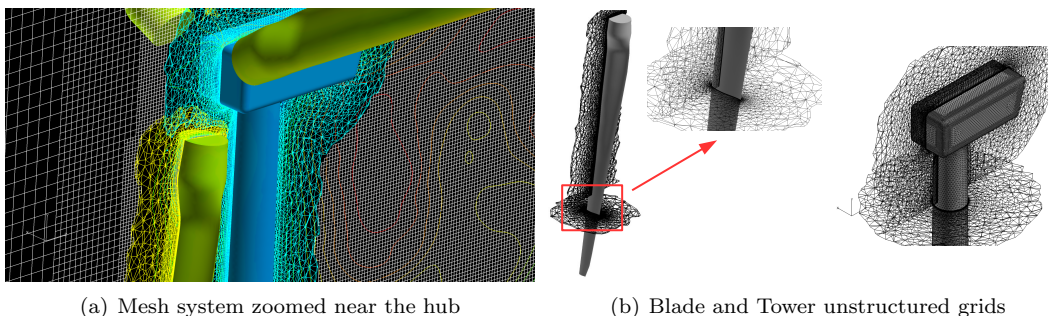 (a) Mesh system zoomed near the hub
(b) Blade and Tower unstructured grids